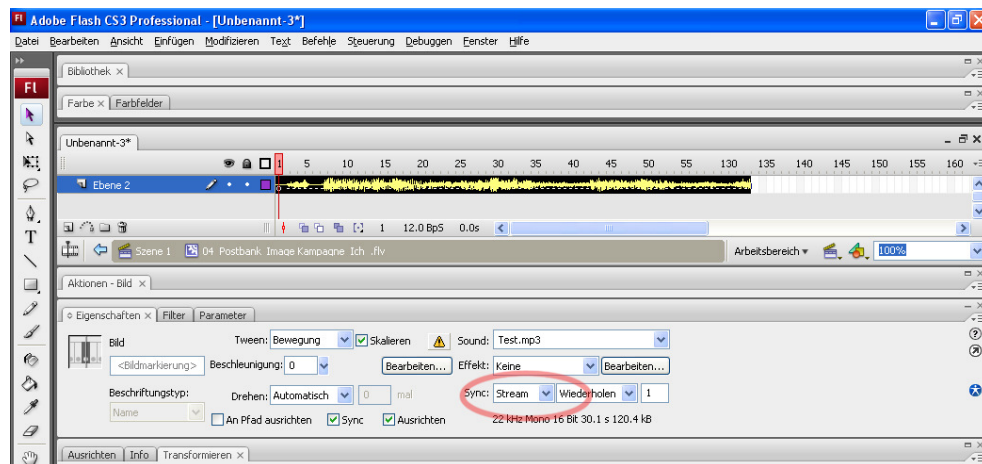 Adobe Flash CS3 Professional - [Unbenannt-3*]
Datei Bearbeiten Ansicht Einfügen Modifizieren Text Befehle Steuerung Debuggen Fenster Hilfe
Bibliothek ×
Fl
Farbe × Farbfelder
Unbenannt-3*
1 5 10 15 20 25 30 35 40 45 50 55 130 135 140 145 150 155 160
Ebene 2
1 12.0 BpS 0.0s
T
Szene 1 04 Postbank Image Kampagne Ich .flv Arbeitsbereich 100%
Aktionen - Bild ×
Eigenschaften × Filter Parameter
Bild Tween: Bewegung Skalieren Sound: Test.mp3
<Bildmarkierung> Beschleunigung: 0 Bearbeiten... Effekt: Keine Bearbeiten...
Beschriftungstyp: Drehen: Automatisch 0 mal Sync: Stream Wiederholen 1
Name An Pfad ausrichten Sync Ausrichten 22 kHz Mono 16 Bit 30.1 s 120.4 kB
Ausrichten Info Transformieren ×